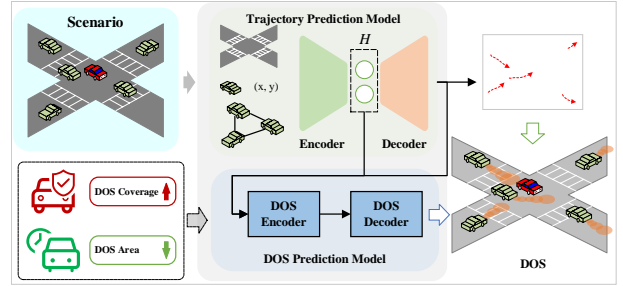 Scenario
Trajectory Prediction Model
H
(x, y)
Encoder
Decoder
DOS Coverage
DOS Area
DOS
Encoder
DOS
Decoder
DOS Prediction Model
DOS